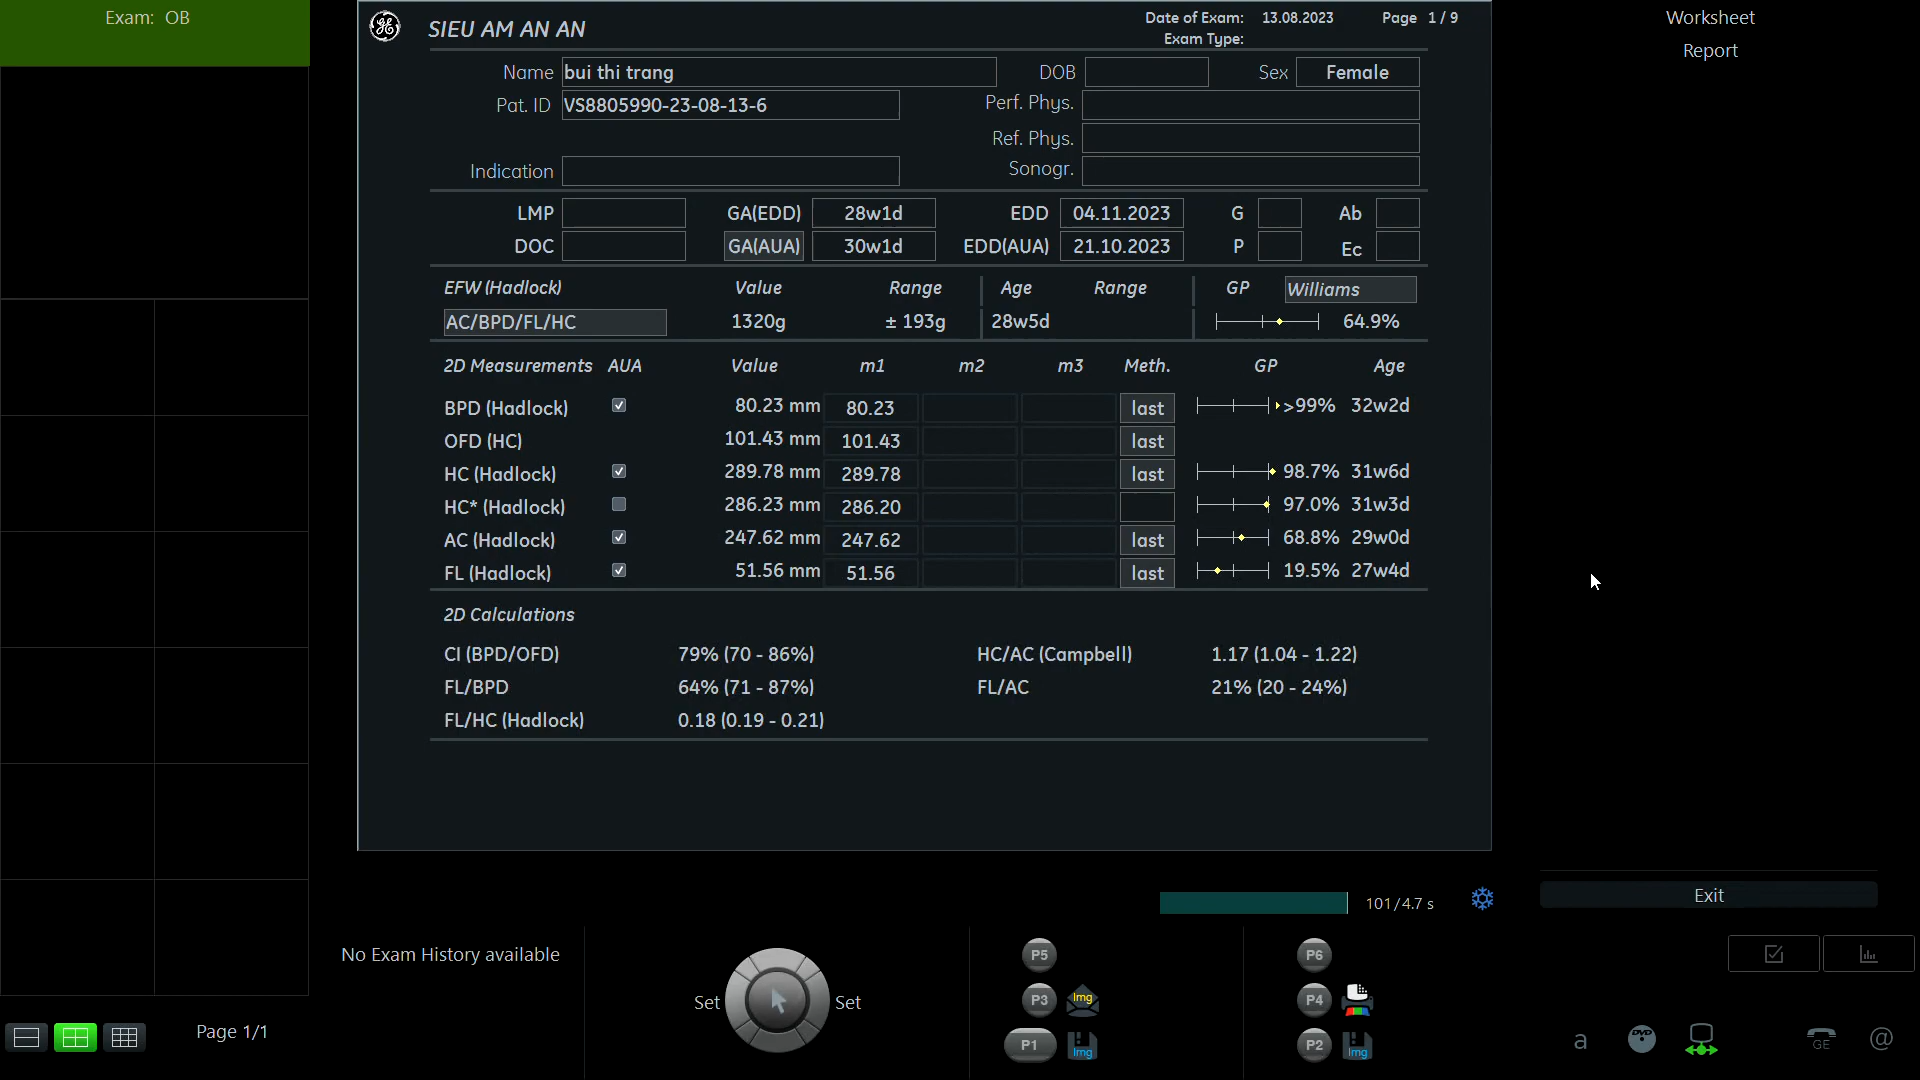 Exam: OB
SIEU AM AN AN
Date of Exam: 13.08.2023 Page 1 / 9
Exam Type:
Worksheet
Report
Name bui thi trang DOB Sex Female
Pat. ID VS8805990-23-08-13-6 Perf. Phys.
Ref. Phys.
Indication Sonogr.
LMP GA(EDD) 28w1d EDD 04.11.2023 G Ab
DOC GA(AUA) 30w1d EDD(AUA) 21.10.2023 P Ec
EFW (Hadlock) Value Range Age Range GP Williams
AC/BPD/FL/HC 1320g ± 193g 28w5d 64.9%
2D Measurements AUA Value m1 m2 m3 Meth. GP Age
BPD (Hadlock) 80.23 mm 80.23 last >99% 32w2d
OFD (HC) 101.43 mm 101.43 last
HC (Hadlock) 289.78 mm 289.78 last 98.7% 31w6d
HC* (Hadlock) 286.23 mm 286.20 97.0% 31w3d
AC (Hadlock) 247.62 mm 247.62 last 68.8% 29w0d
FL (Hadlock) 51.56 mm 51.56 last 19.5% 27w4d
2D Calculations
CI (BPD/OFD) 79% (70 - 86%) HC/AC (Campbell) 1.17 (1.04 - 1.22)
FL/BPD 64% (71 - 87%) FL/AC 21% (20 - 24%)
FL/HC (Hadlock) 0.18 (0.19 - 0.21)
101/4.7 s
Exit
No Exam History available
Set Set
P5 P6
P3 Img P4
P1 Img P2 Img
Page 1/1
a DVD GE @